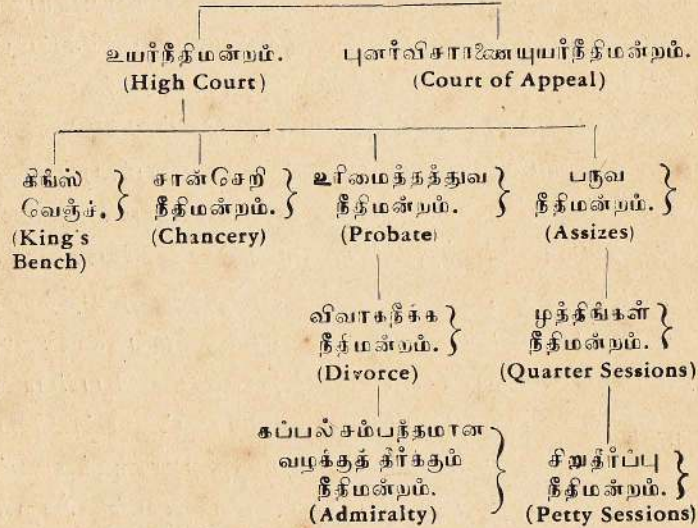 உயர்நீதிமன்றம்.
(High Court)
புனர்விசாரணையுயர்நீதிமன்றம்.
(Court of Appeal)
கிங்ஸ்
வேஞ்ச்.
(King's
Bench)
சான்செறி
நீதிமன்றம்.
(Chancery)
உரிமைத்தத்துவ
நீதிமன்றம்.
(Probate)
பருவ
நீதிமன்றம்.
(Assizes)
விவாகநீக்க
நீதிமன்றம்.
(Divorce)
ழத்திங்கள்
நீதிமன்றம்.
(Quarter Sessions)
கப்பல் சம்பந்தமான
வழக்குத் தீர்க்கும்
நீதிமன்றம்.
(Admiralty)
சிறுதீர்ப்பு
நீதிமன்றம்.
(Petty Sessions)